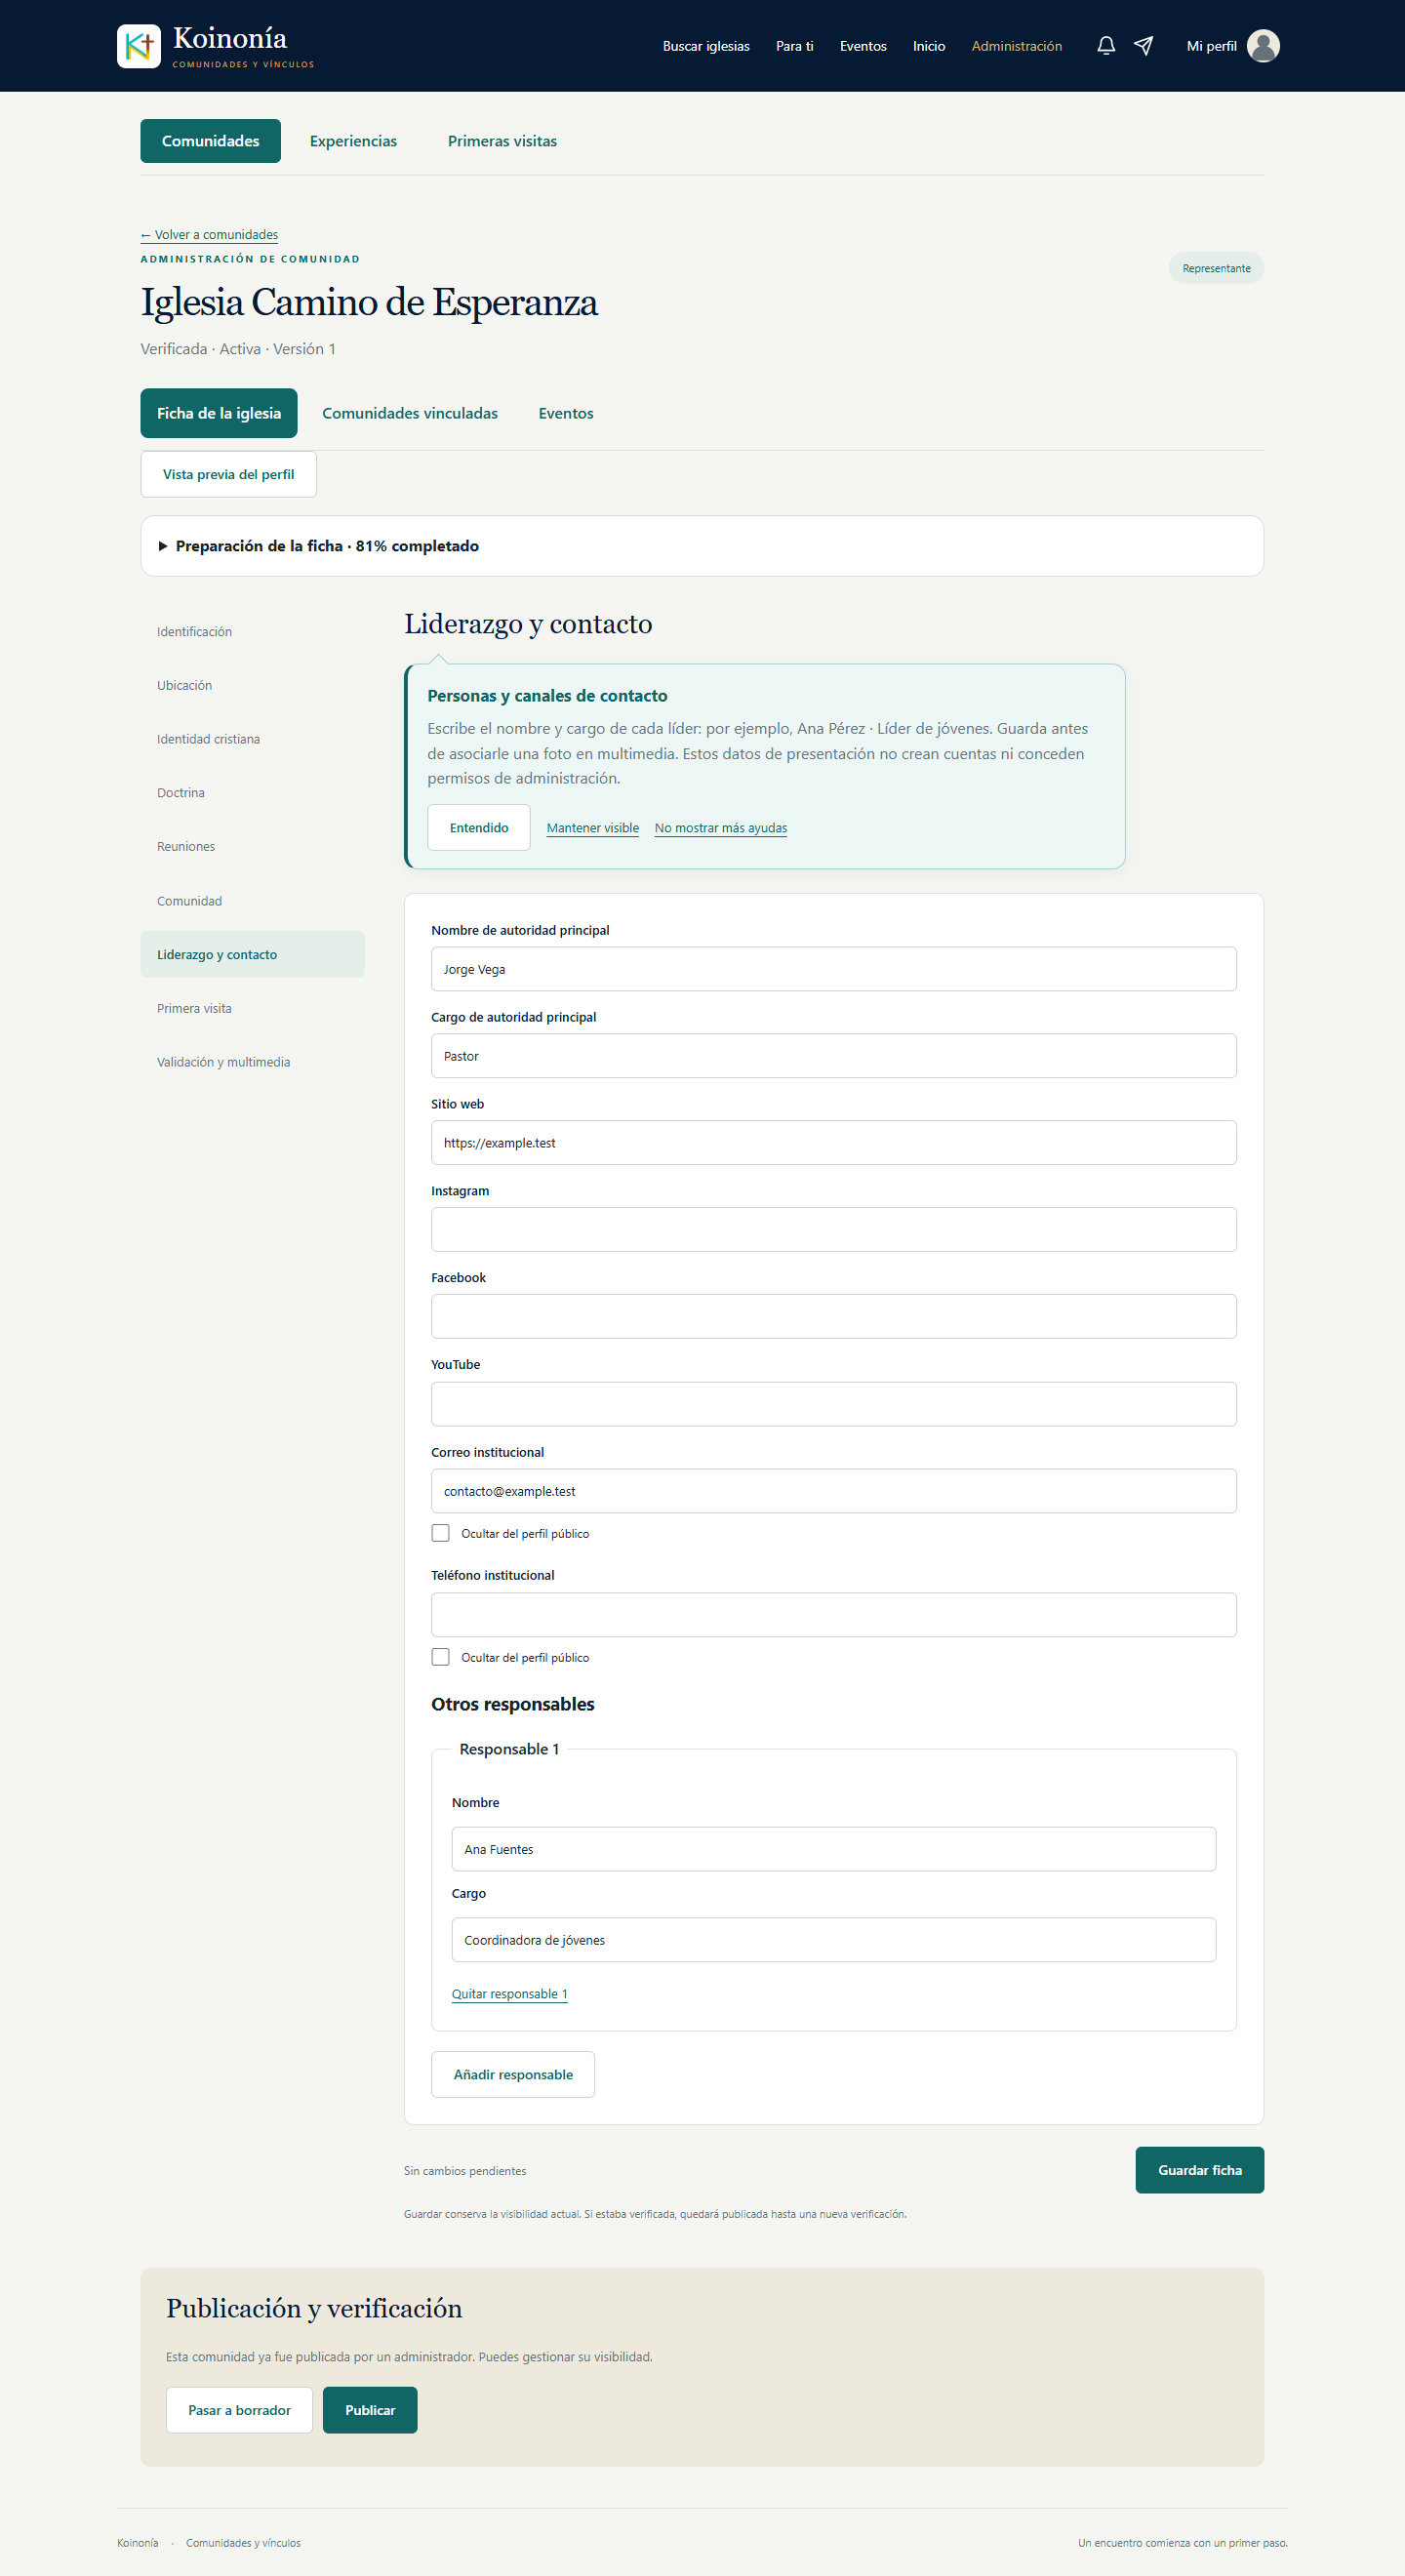 Koinonía
COMUNIDADES Y VÍNCULOS
Buscar iglesias
Para ti
Eventos
Inicio
Administración
Mi perfil
Comunidades
Experiencias
Primeras visitas
← Volver a comunidades
ADMINISTRACIÓN DE COMUNIDAD
Representante
Iglesia Camino de Esperanza
Verificada · Activa · Versión 1
Ficha de la iglesia
Comunidades vinculadas
Eventos
Vista previa del perfil
Preparación de la ficha · 81% completado
Identificación
Ubicación
Identidad cristiana
Doctrina
Reuniones
Comunidad
Liderazgo y contacto
Primera visita
Validación y multimedia
Liderazgo y contacto
Personas y canales de contacto
Escribe el nombre y cargo de cada líder: por ejemplo, Ana Pérez · Líder de jóvenes. Guarda antes
de asociarle una foto en multimedia. Estos datos de presentación no crean cuentas ni conceden
permisos de administración.
Entendido
Mantener visible
No mostrar más ayudas
Nombre de autoridad principal
Jorge Vega
Cargo de autoridad principal
Pastor
Sitio web
https://example.test
Instagram
Facebook
YouTube
Correo institucional
contacto@example.test
Ocultar del perfil público
Teléfono institucional
Ocultar del perfil público
Otros responsables
Responsable 1
Nombre
Ana Fuentes
Cargo
Coordinadora de jóvenes
Quitar responsable 1
Añadir responsable
Sin cambios pendientes
Guardar ficha
Guardar conserva la visibilidad actual. Si estaba verificada, quedará publicada hasta una nueva verificación.
Publicación y verificación
Esta comunidad ya fue publicada por un administrador. Puedes gestionar su visibilidad.
Pasar a borrador
Publicar
Koinonía · Comunidades y vínculos
Un encuentro comienza con un primer paso.